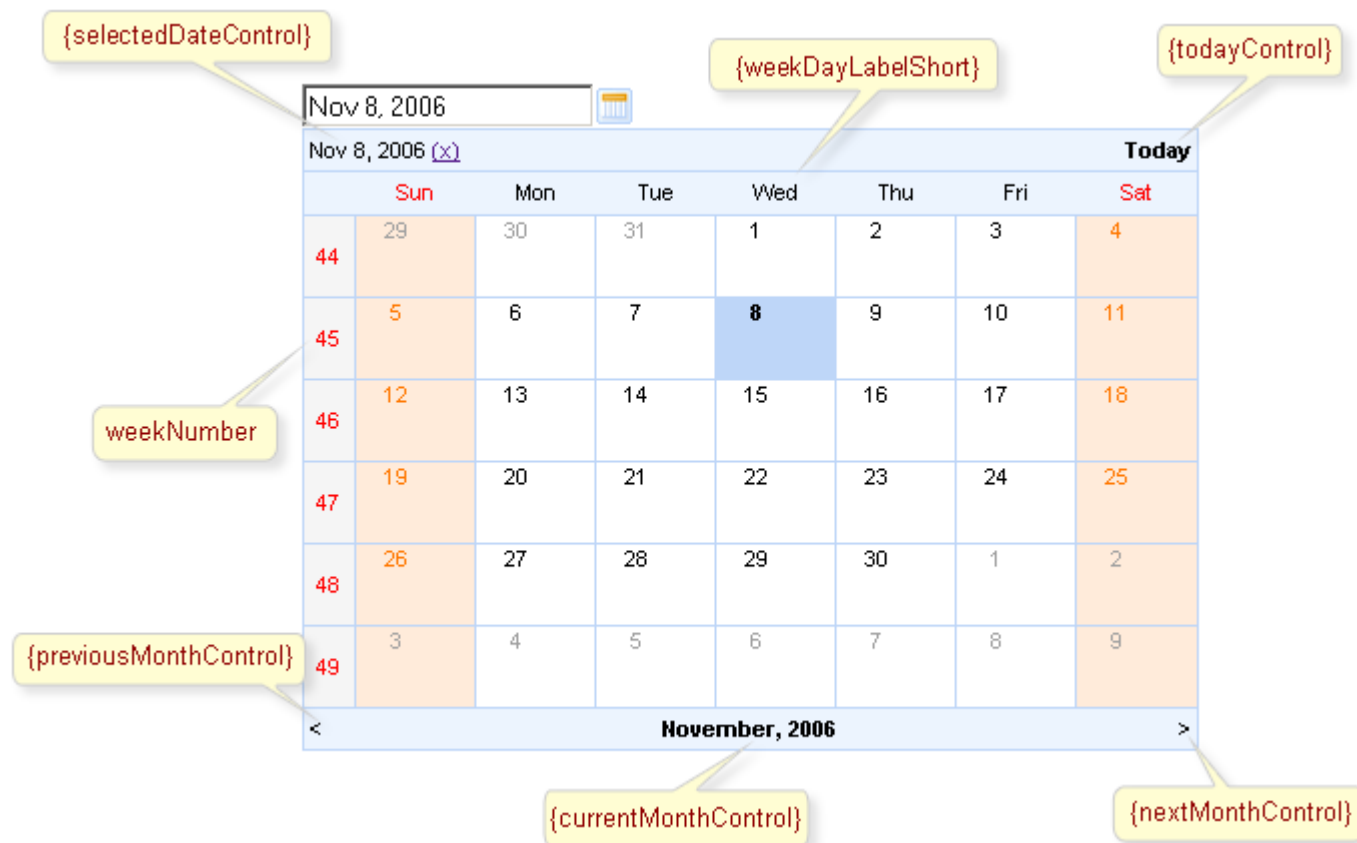 {selectedDateControl}
{weekDayLabelShort}
{todayControl}
Nov 8, 2006
Nov 8, 2006 (x) Today
Sun Mon Tue Wed Thu Fri Sat
44 29 30 31 1 2 3 4
45 5 6 7 8 9 10 11
weekNumber
46 12 13 14 15 16 17 18
47 19 20 21 22 23 24 25
48 26 27 28 29 30 1 2
{previousMonthControl}
49 3 4 5 6 7 8 9
< November, 2006 >
{currentMonthControl}
{nextMonthControl}